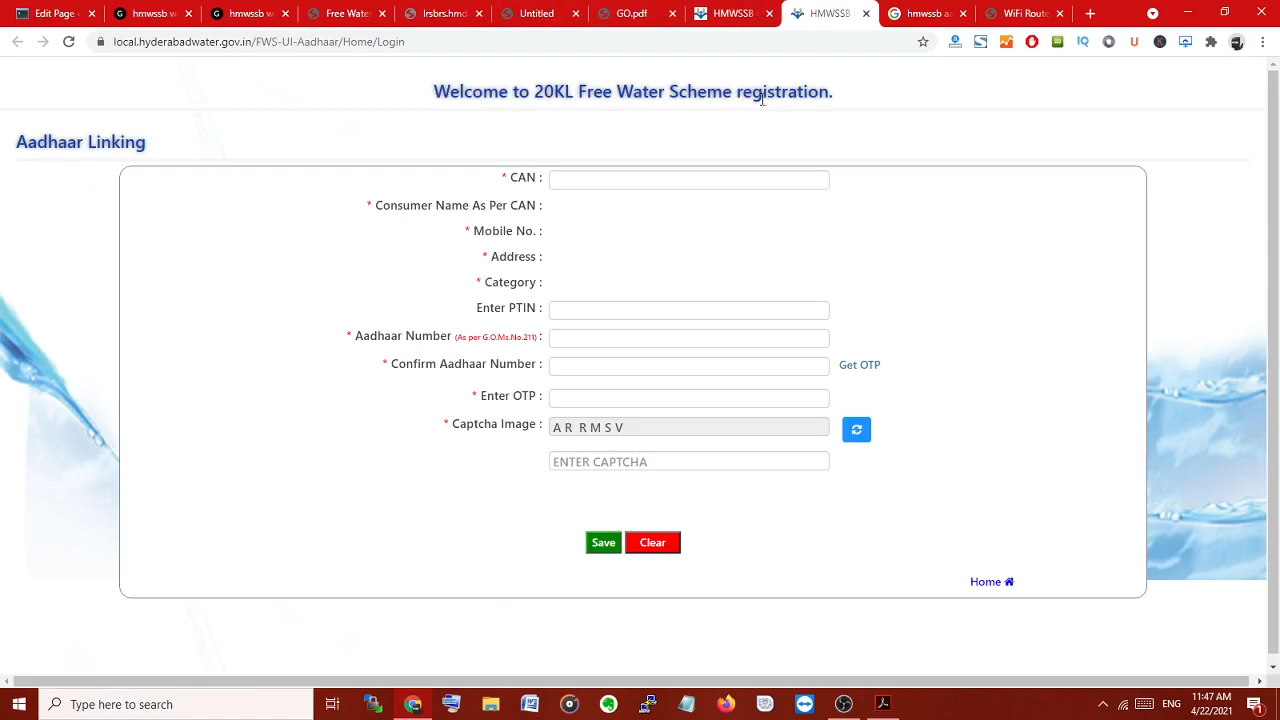 Edit Page
hmwssb w
hmwssb w
Free Wate
lrsbrs.hmd
Untitled
GO.pdf
HMWSSB
HMWSSB
hmwssb aa
WiFi Route
local.hyderabadwater.gov.in/FWS-UI-Aadhaar/Home/Login
Welcome to 20KL Free Water Scheme registration.
Aadhaar Linking
* CAN :
* Consumer Name As Per CAN :
* Mobile No. :
* Address :
* Category :
Enter PTIN :
* Aadhaar Number (As per G.O.Ms.No.211) :
* Confirm Aadhaar Number : Get OTP
* Enter OTP :
* Captcha Image : A R R M S V
ENTER CAPTCHA
Save Clear
Home
Type here to search
ENG
11:47 AM
4/22/2021